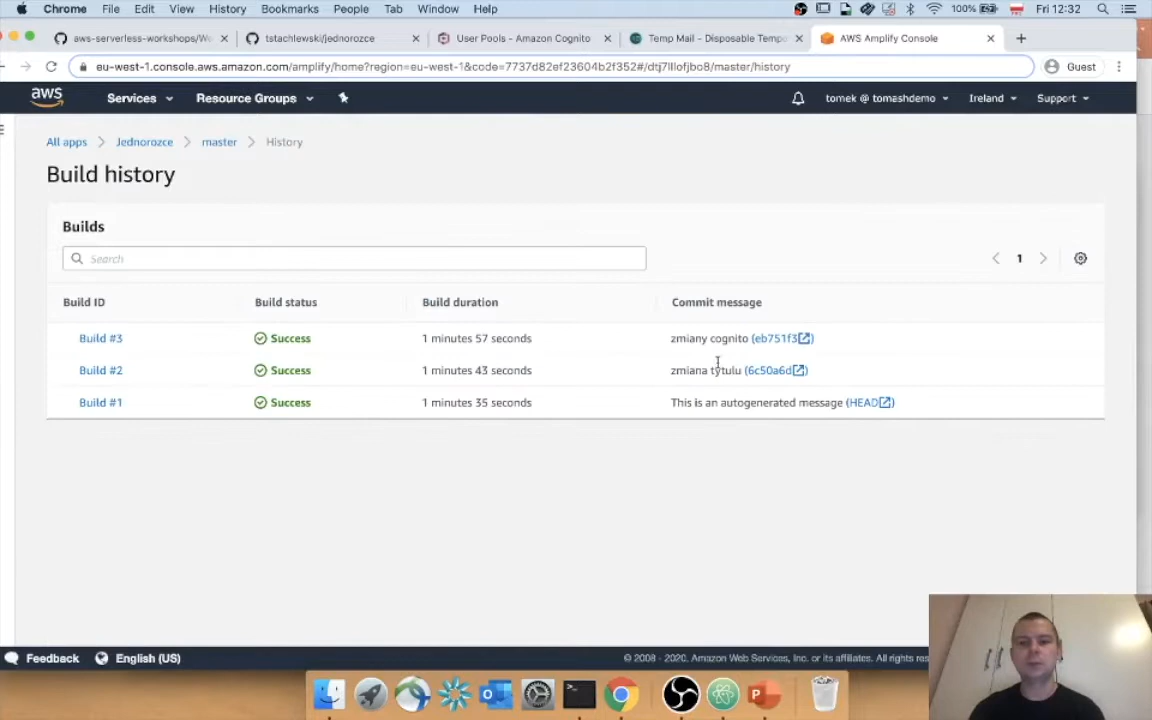 Chrome File Edit View History Bookmarks People Tab Window Help 100% Fri 12:32
aws-serverless-workshops/W
tstachlewski/jednorozce
User Pools - Amazon Cognito
Temp Mail - Disposable Tempo
AWS Amplify Console
eu-west-1.console.aws.amazon.com/amplify/home?region=eu-west-1&code=7737d82ef23604b2f352#/dtj7lllofjbo8/master/history
Guest
aws Services Resource Groups tomek @ tomashdemo Ireland Support
All apps Jednorozce master History
Build history
Builds
Search
1
Build ID Build status Build duration Commit message
Build #3 Success 1 minutes 57 seconds zmiany cognito (eb751f3)
Build #2 Success 1 minutes 43 seconds zmiana tytulu (6c50a6d)
Build #1 Success 1 minutes 35 seconds This is an autogenerated message (HEAD)
Feedback English (US) © 2008 - 2020, Amazon Web Services, Inc. or its affiliates. All rights rese